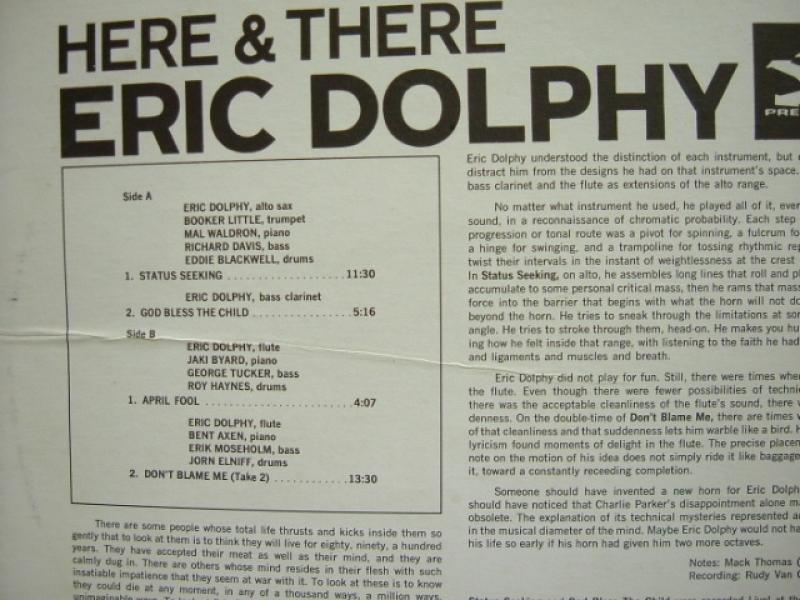 HERE & THERE
ERIC DOLPHY
PRE
Side A
ERIC DOLPHY, alto sax
BOOKER LITTLE, trumpet
MAL WALDRON, piano
RICHARD DAVIS, bass
EDDIE BLACKWELL, drums
1. STATUS SEEKING ..................11:30
ERIC DOLPHY, bass clarinet
2. GOD BLESS THE CHILD ............... 5:16
Side B
ERIC DOLPHY, flute
JAKI BYARD, piano
GEORGE TUCKER, bass
ROY HAYNES, drums
1. APRIL FOOL .......................4:07
ERIC DOLPHY, flute
BENT AXEN, piano
ERIK MOSEHOLM, bass
JORN ELNIFF, drums
2. DON'T BLAME ME (Take 2) ...........13:30
There are some people whose total life thrusts and kicks inside them so
gently that to look at them is to think they will live for eighty, ninety, a hundred
years. They have accepted their meat as well as their mind, and they are
calmly dug in. There are others whose mind resides in their flesh with such
insatiable impatience that they seem at war with it. To look at these is to know
they could die at any moment, in any of a thousand ways, a million ways,
Eric Dolphy understood the distinction of each instrument, but
distract him from the designs he had on that instrument's space.
bass clarinet and the flute as extensions of the alto range.
No matter what instrument he used, he played all of it, ever
sound, in a reconnaissance of chromatic probability. Each step
progression or tonal route was a pivot for spinning, a fulcrum fo
a hinge for swinging, and a trampoline for tossing rhythmic rep
twist their intervals in the instant of weightlessness at the crest
In Status Seeking, on alto, he assembles long lines that roll and pl
accumulate to some personal critical mass, then he rams that mass
force into the barrier that begins with what the horn will not do
beyond the horn. He tries to sneak through the limitations at som
angle. He tries to stroke through them, head-on. He makes you hu
ing how he felt inside that range, with listening to the faith he had
and ligaments and muscles and breath.
Eric Dolphy did not play for fun. Still, there were times when
the flute. Even though there were fewer possibilities of techni
there was the acceptable cleanliness of the flute's sound, there
denness. On the double-time of Don't Blame Me, there are times
of that cleanliness and that suddenness lets him warble like a bird. H
lyricism found moments of delight in the flute. The precise placem
note on the motion of his idea does not simply ride it like baggage
it, toward a constantly receeding completion.
Someone should have invented a new horn for Eric Dolph
should have noticed that Charlie Parker's disappointment alone ma
obsolete. The explanation of its technical mysteries represented a
in the musical diameter of the mind. Maybe Eric Dolphy would not ha
his life so early if his horn had given him two more octaves.
Notes: Mack Thomas (
Recording: Rudy Van